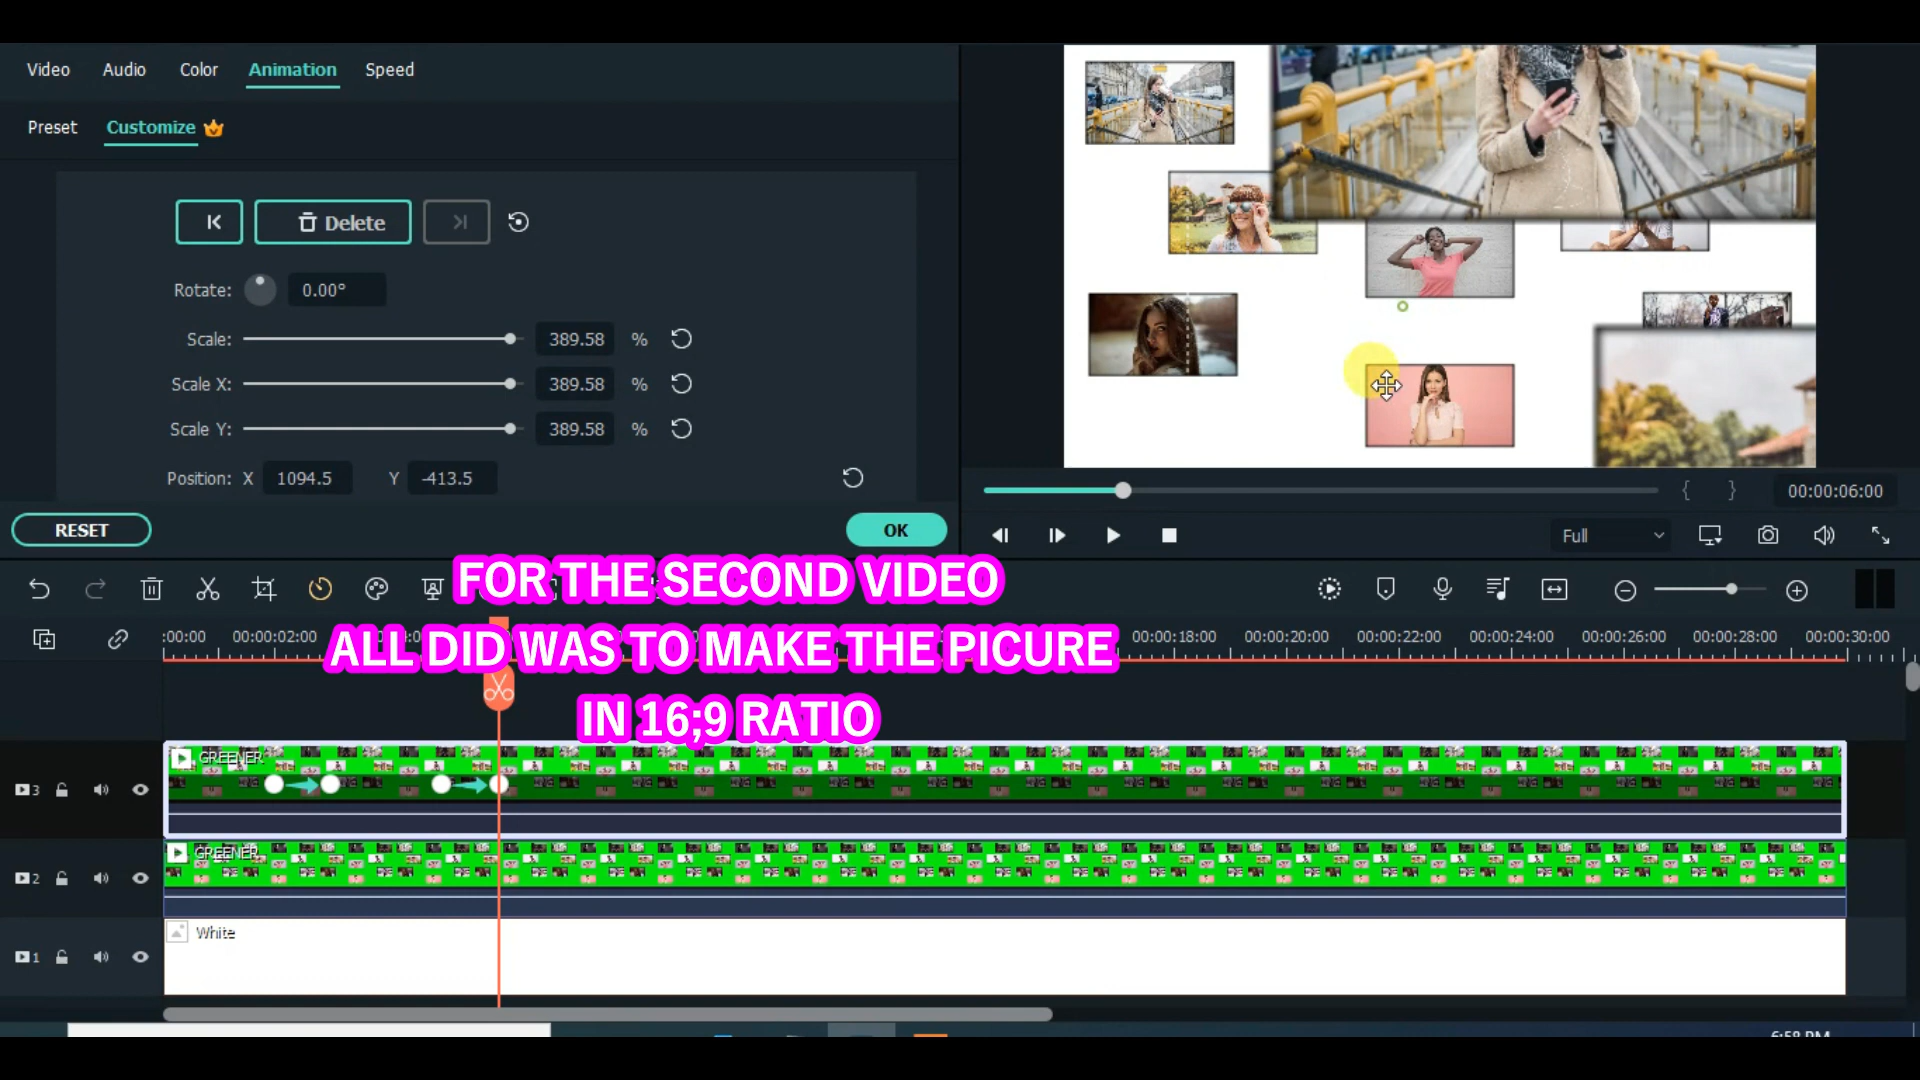 Video Audio Color Animation Speed
Preset Customize
Delete
Rotate: 0.00°
Scale: 389.58 %
Scale X: 389.58 %
Scale Y: 389.58 %
Position: X 1094.5 Y -413.5
RESET OK
{ } 00:00:06:00
Full
FOR THE SECOND VIDEO
:00:00 00:00:02:00 00:00:18:00 00:00:20:00 00:00:22:00 00:00:24:00 00:00:26:00 00:00:28:00 00:00:30:00
ALL DID WAS TO MAKE THE PICURE
IN 16;9 RATIO
GREENER
3
GREENER
2
White
1
6:58 PM